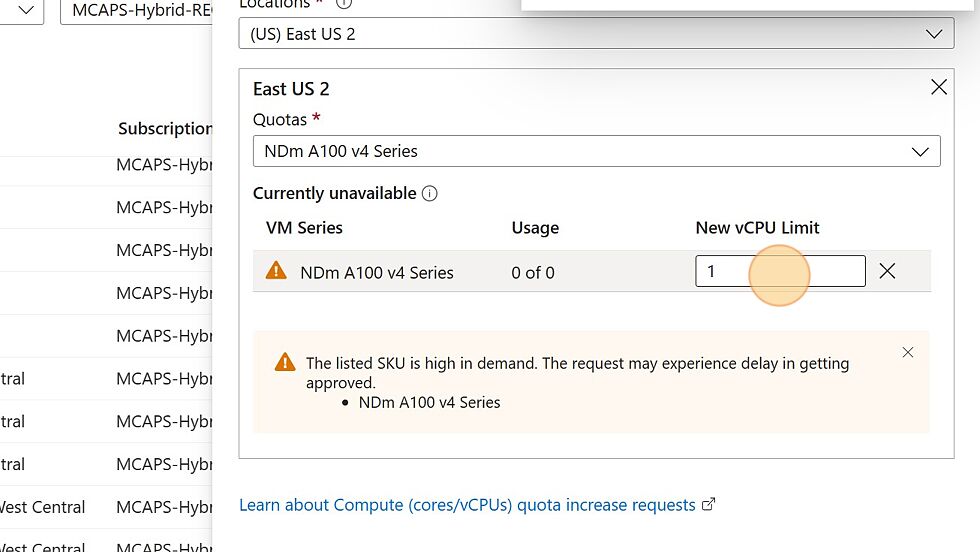 MCAPS-Hybrid-RE
Locations *
(US) East US 2
East US 2
Quotas *
NDm A100 v4 Series
Currently unavailable
VM Series Usage New vCPU Limit
NDm A100 v4 Series 0 of 0 1
The listed SKU is high in demand. The request may experience delay in getting
approved.
• NDm A100 v4 Series
Learn about Compute (cores/vCPUs) quota increase requests
Subscription
MCAPS-Hybr
MCAPS-Hybr
MCAPS-Hybr
MCAPS-Hybr
MCAPS-Hybr
tral MCAPS-Hybr
tral MCAPS-Hybr
tral MCAPS-Hybr
West Central MCAPS-Hybr
West Central MCAPS-Hybr